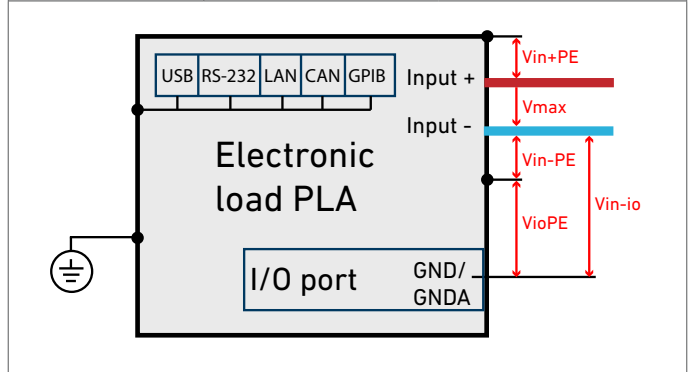 Vin+PE
USB RS-232 LAN CAN GPIB
Input +
Vmax
Input -
Electronic
load PLA
Vin-PE
Vin-io
VioPE
I/O port
GND/
GNDA